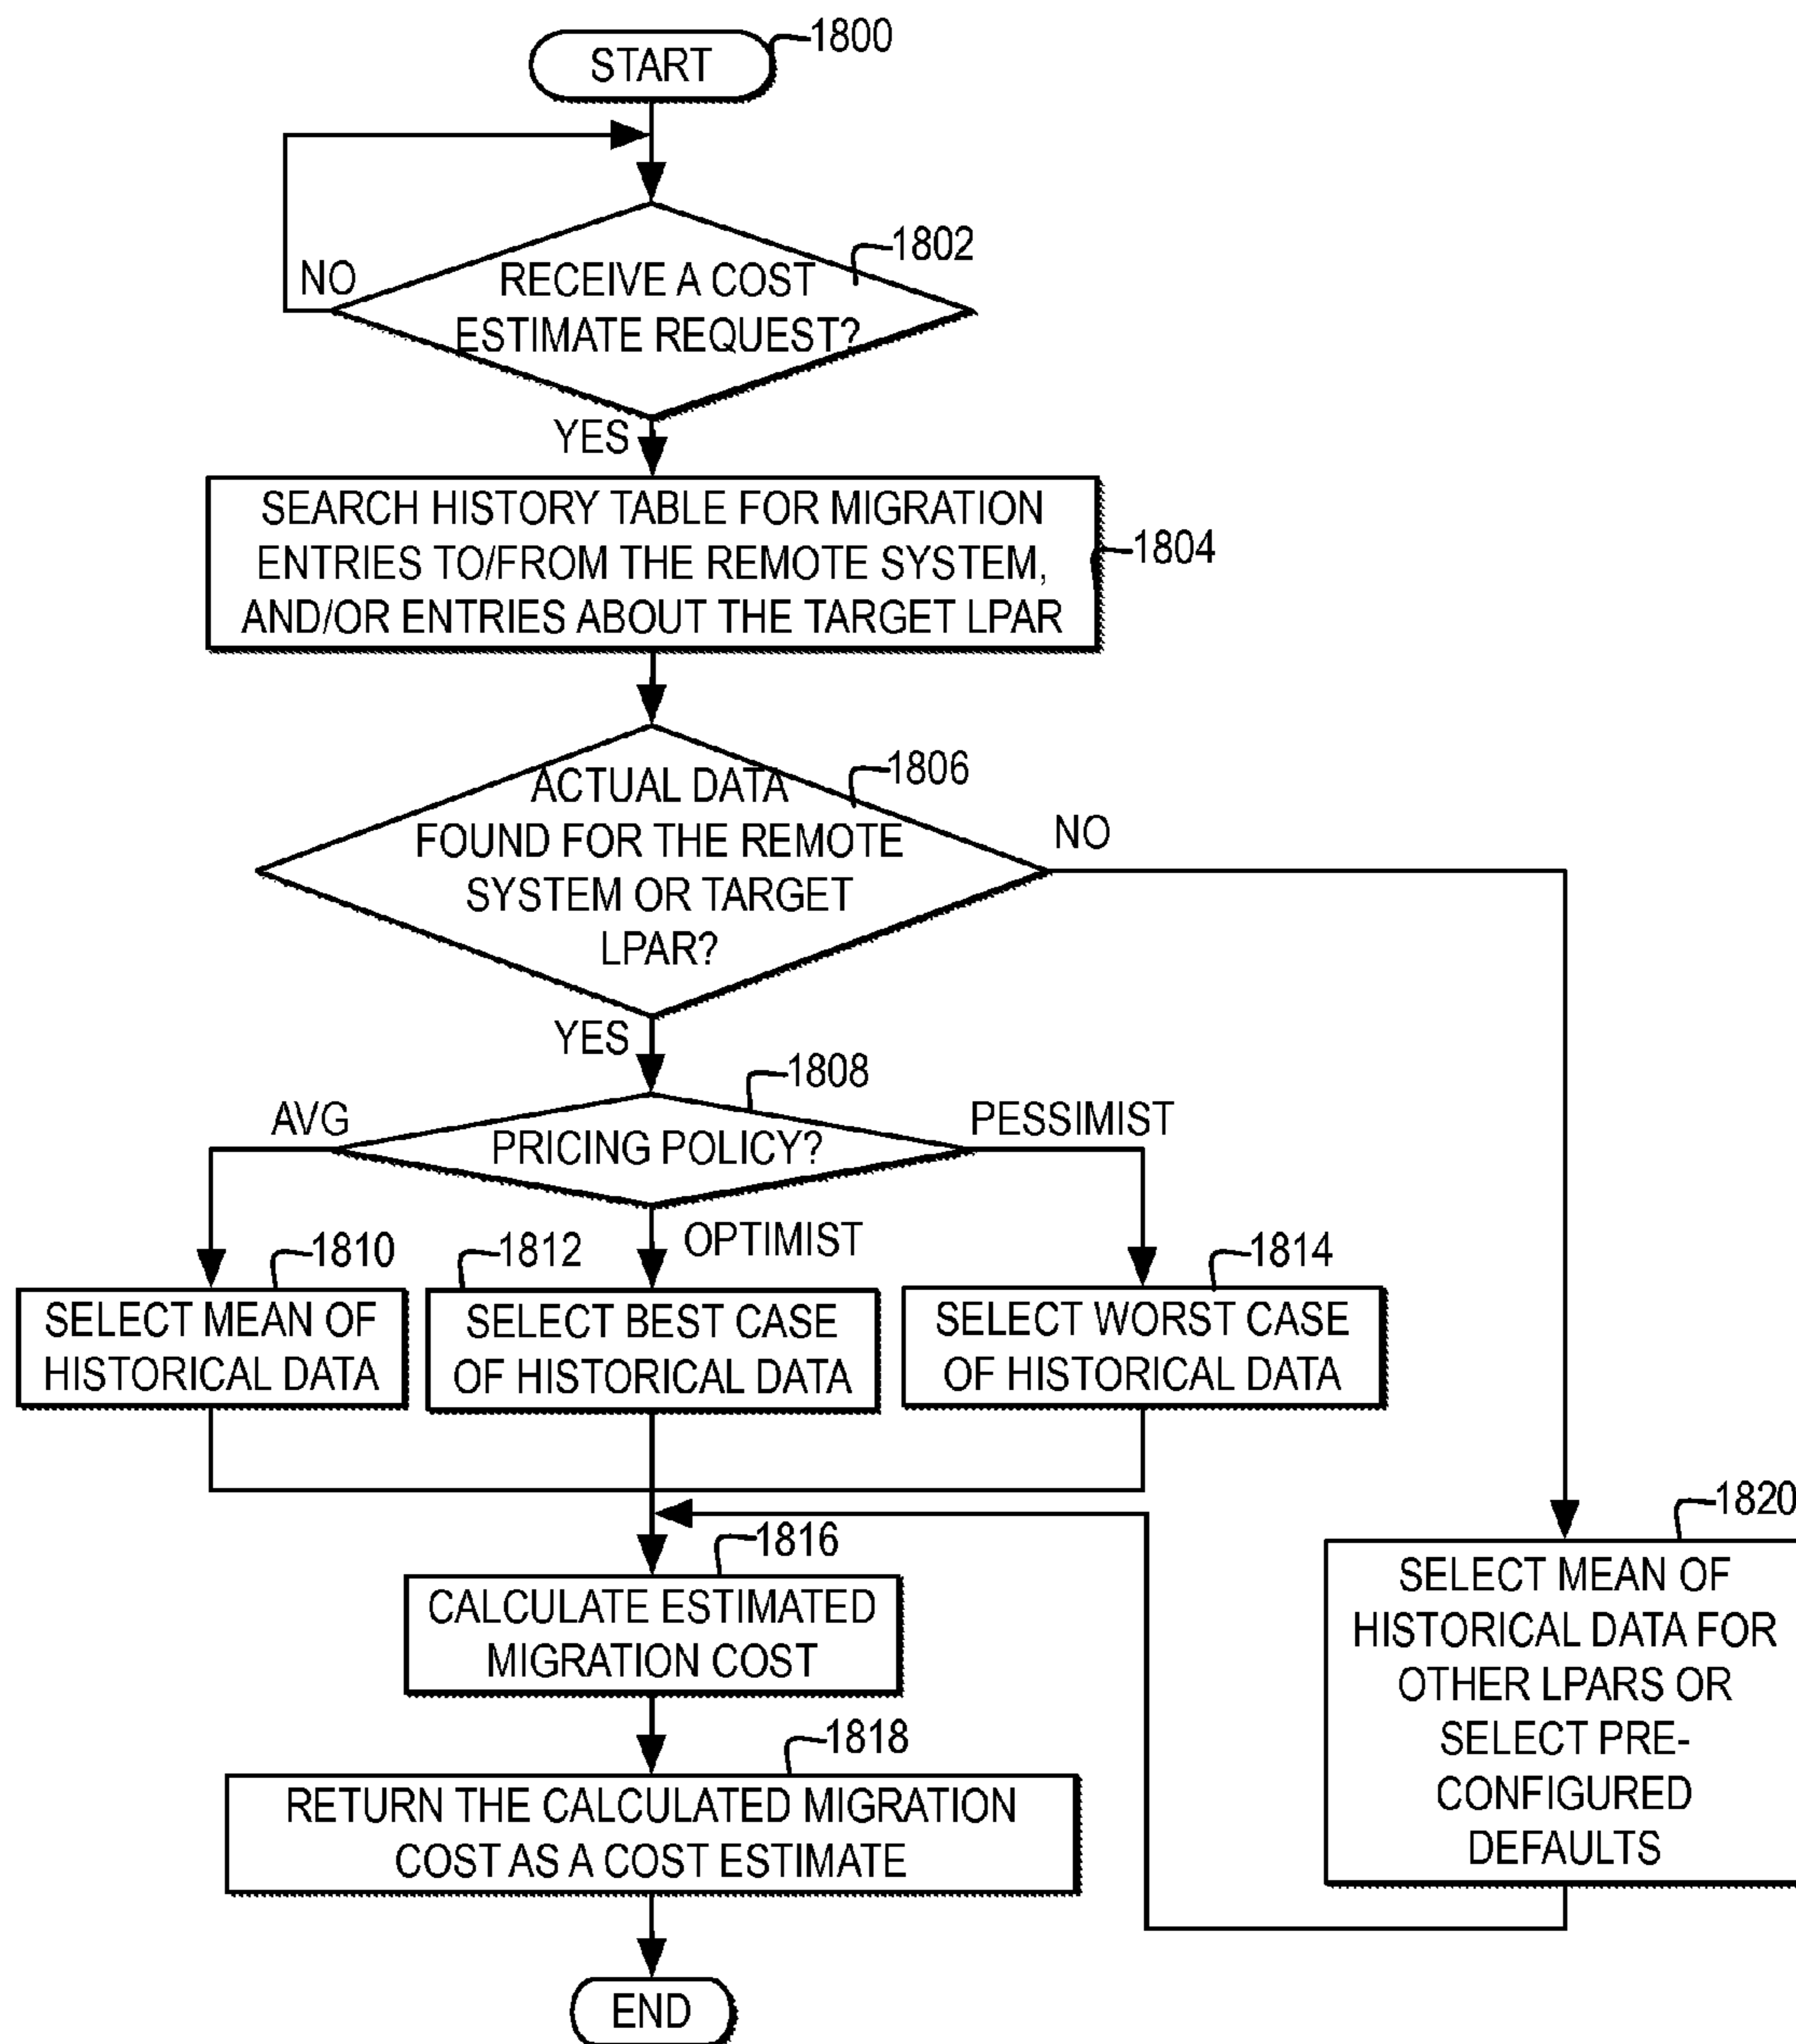 START
1800
1802
NO
RECEIVE A COST
ESTIMATE REQUEST?
YES
SEARCH HISTORY TABLE FOR MIGRATION
ENTRIES TO/FROM THE REMOTE SYSTEM,
AND/OR ENTRIES ABOUT THE TARGET LPAR
1804
1806
ACTUAL DATA
FOUND FOR THE REMOTE
SYSTEM OR TARGET
LPAR?
NO
YES
1808
AVG
PRICING POLICY?
PESSIMIST
OPTIMIST
1810
SELECT MEAN OF
HISTORICAL DATA
1812
SELECT BEST CASE
OF HISTORICAL DATA
1814
SELECT WORST CASE
OF HISTORICAL DATA
1816
CALCULATE ESTIMATED
MIGRATION COST
1818
RETURN THE CALCULATED MIGRATION
COST AS A COST ESTIMATE
1820
SELECT MEAN OF
HISTORICAL DATA FOR
OTHER LPARS OR
SELECT PRE-
CONFIGURED
DEFAULTS
END